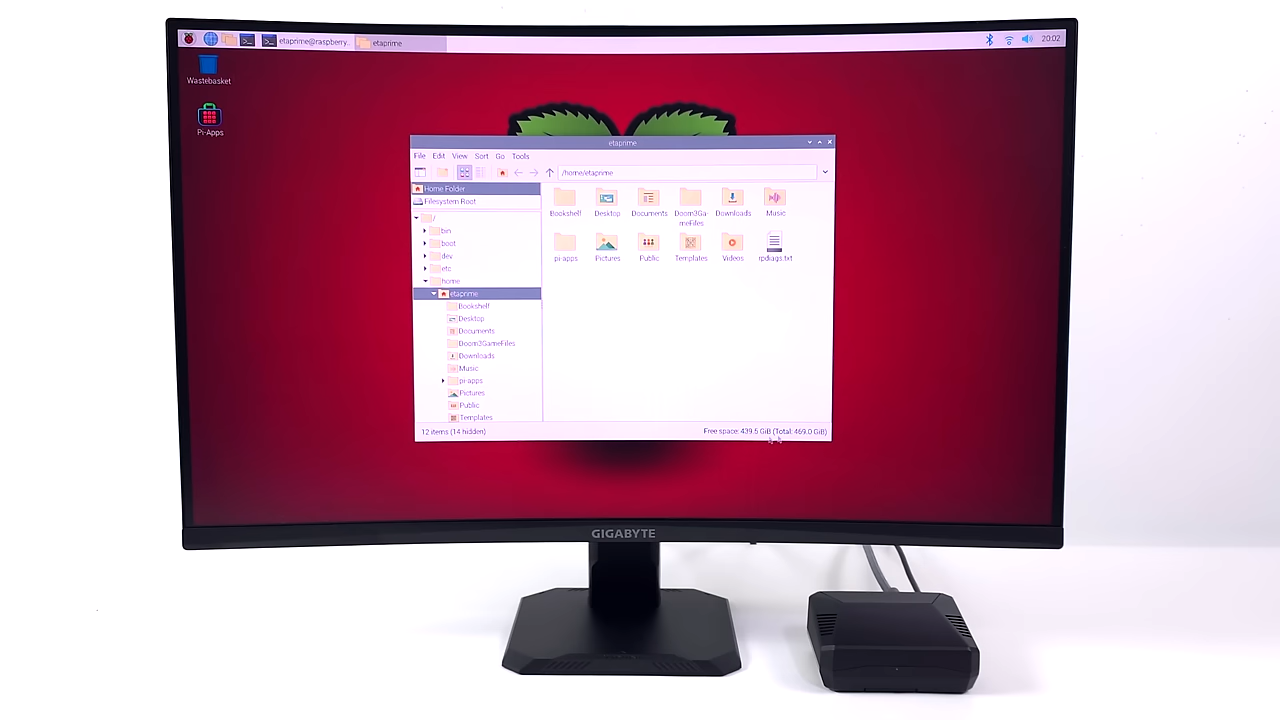 etaprime@raspberry...
etaprime
20:02
Wastebasket
Pi-Apps
etaprime
File Edit View Sort Go Tools
/home/etaprime
Home Folder
Filesystem Root
/
bin
boot
dev
etc
home
etaprime
Bookshelf
Desktop
Documents
Doom3GameFiles
Downloads
Music
pi-apps
Pictures
Public
Templates
Bookshelf Desktop Documents Doom3Ga-
meFiles Downloads Music
pi-apps Pictures Public Templates Videos rpdiags.txt
12 items (14 hidden)
Free space: 439.5 GiB (Total: 469.0 GiB)
GIGABYTE